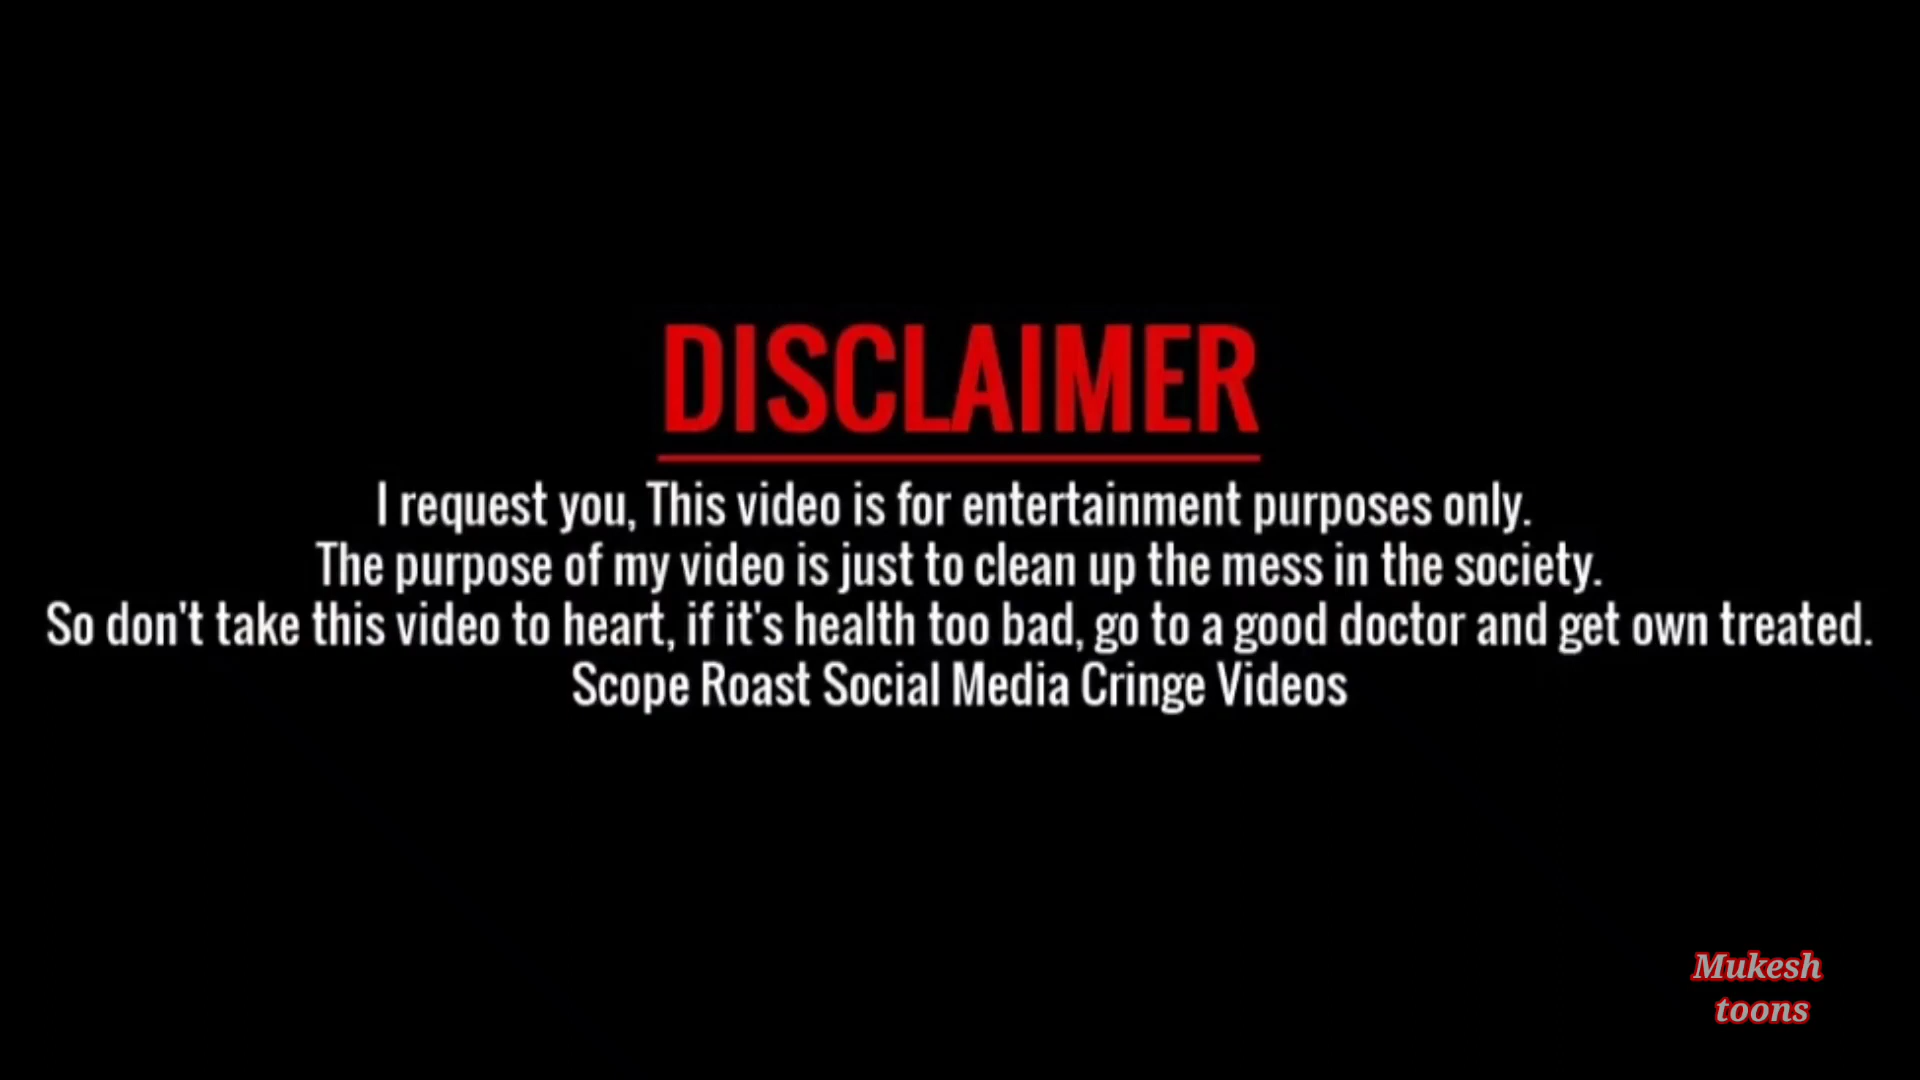 DISCLAIMER
I request you, This video is for entertainment purposes only.
The purpose of my video is just to clean up the mess in the society.
So don't take this video to heart, if it's health too bad, go to a good doctor and get own treated.
Scope Roast Social Media Cringe Videos
Mukesh
toons